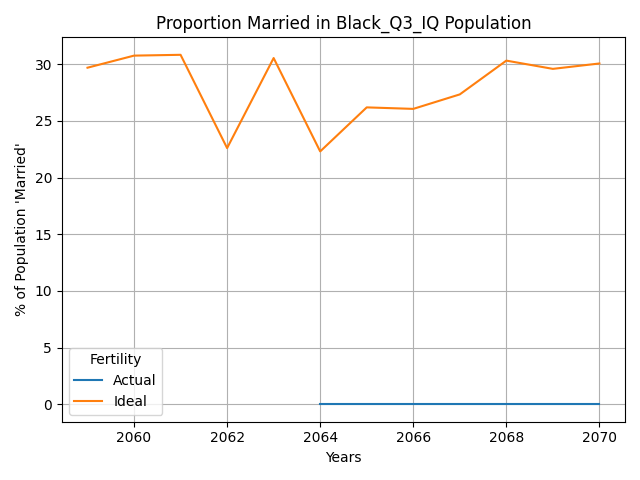 Proportion Married in Black_Q3_IQ Population
% of Population 'Married'
30
25
20
15
10
5
0
Fertility
Actual
Ideal
2060 2062 2064 2066 2068 2070
Years